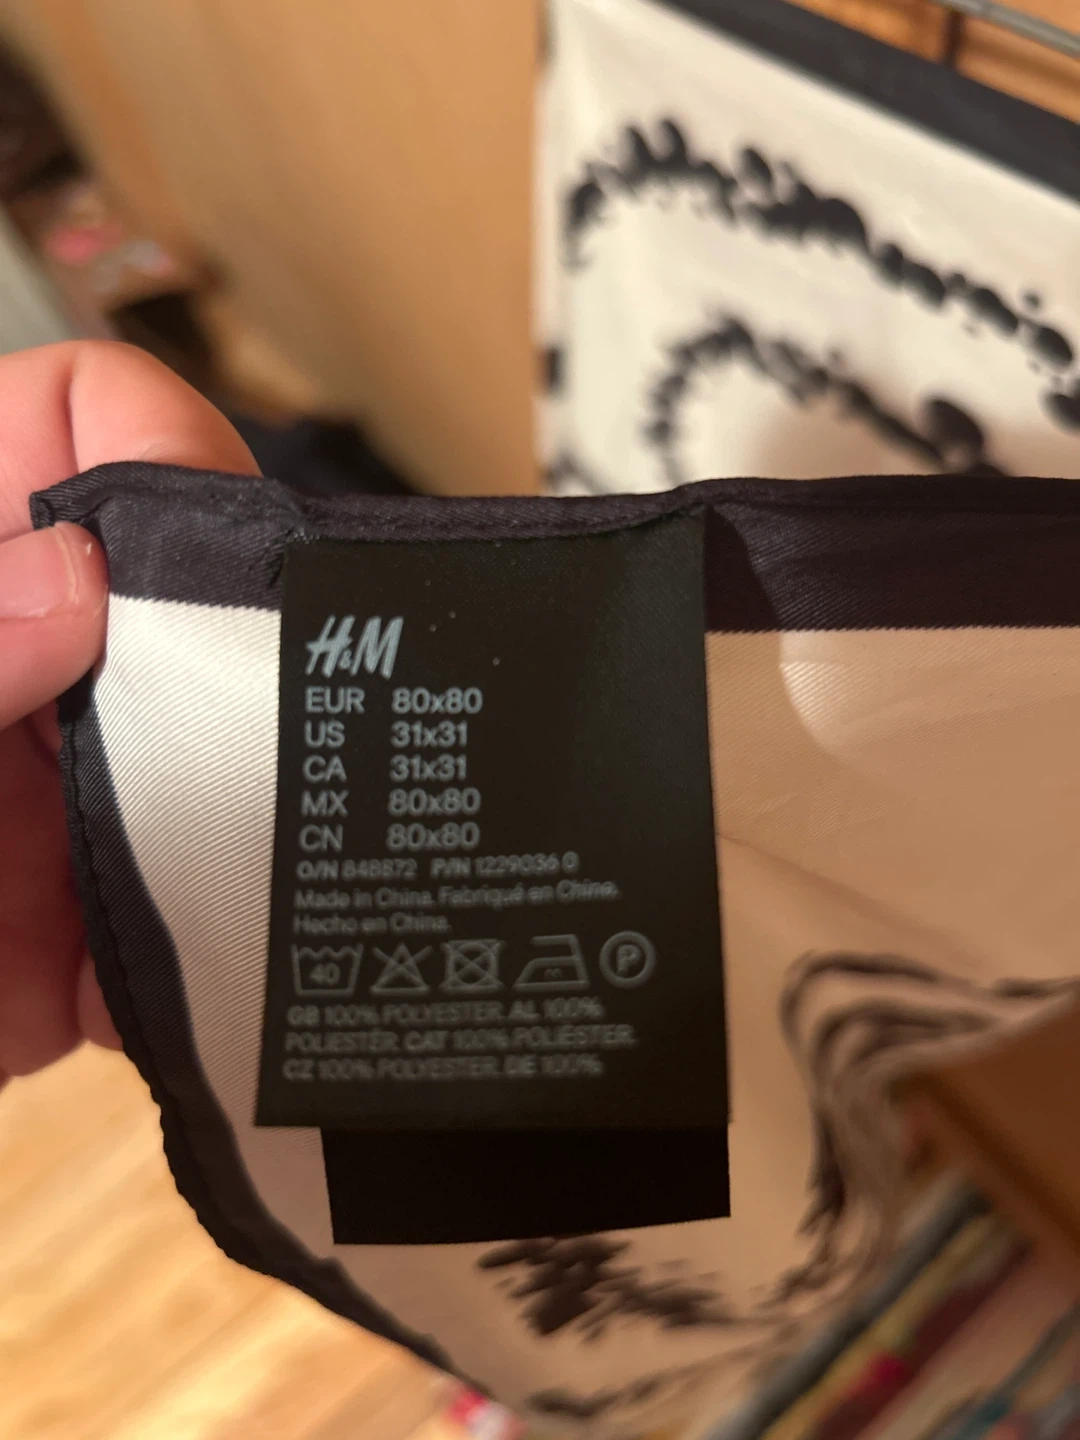 H&M
EUR 80x80
US 31x31
CA 31x31
MX 80x80
CN 80x80
O/N 848872 P/N 1229036 0
Made in China. Fabriqué en Chine.
Hecho en China.
40 P
GB 100% POLYESTER. AL 100%
POLIESTËR. CAT 100% POLIÈSTER.
CZ 100% POLYESTER. DE 100%